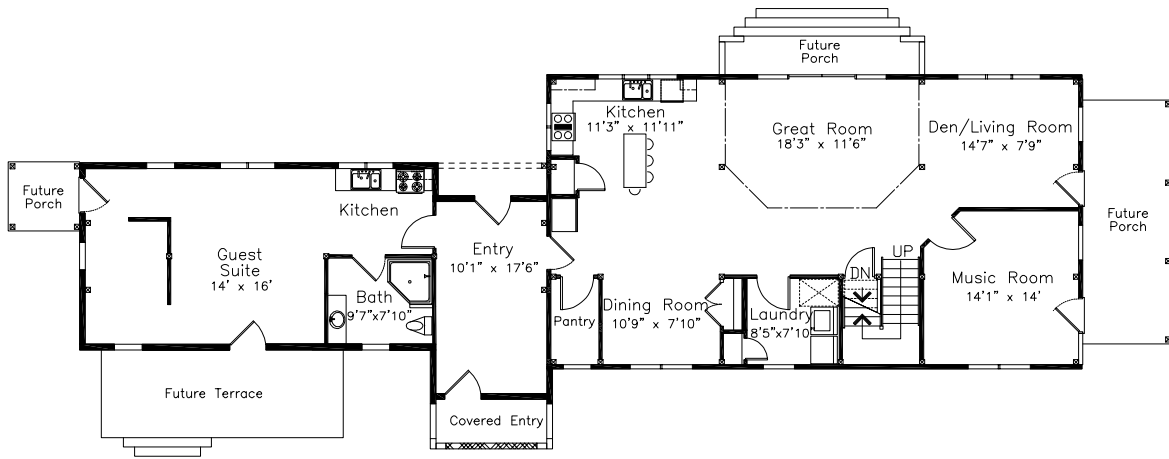 Future
Porch
Kitchen
11'3" x 11'11"
Great Room
18'3" x 11'6"
Den/Living Room
14'7" x 7'9"
Future
Porch
Kitchen
Future
Porch
Guest
Suite
14' x 16'
Entry
10'1" x 17'6"
UP
DN
Music Room
14'1" x 14'
Bath
9'7"x7'10"
Pantry
Dining Room
10'9" x 7'10"
Laundry
8'5"x7'10
Future Terrace
Covered Entry